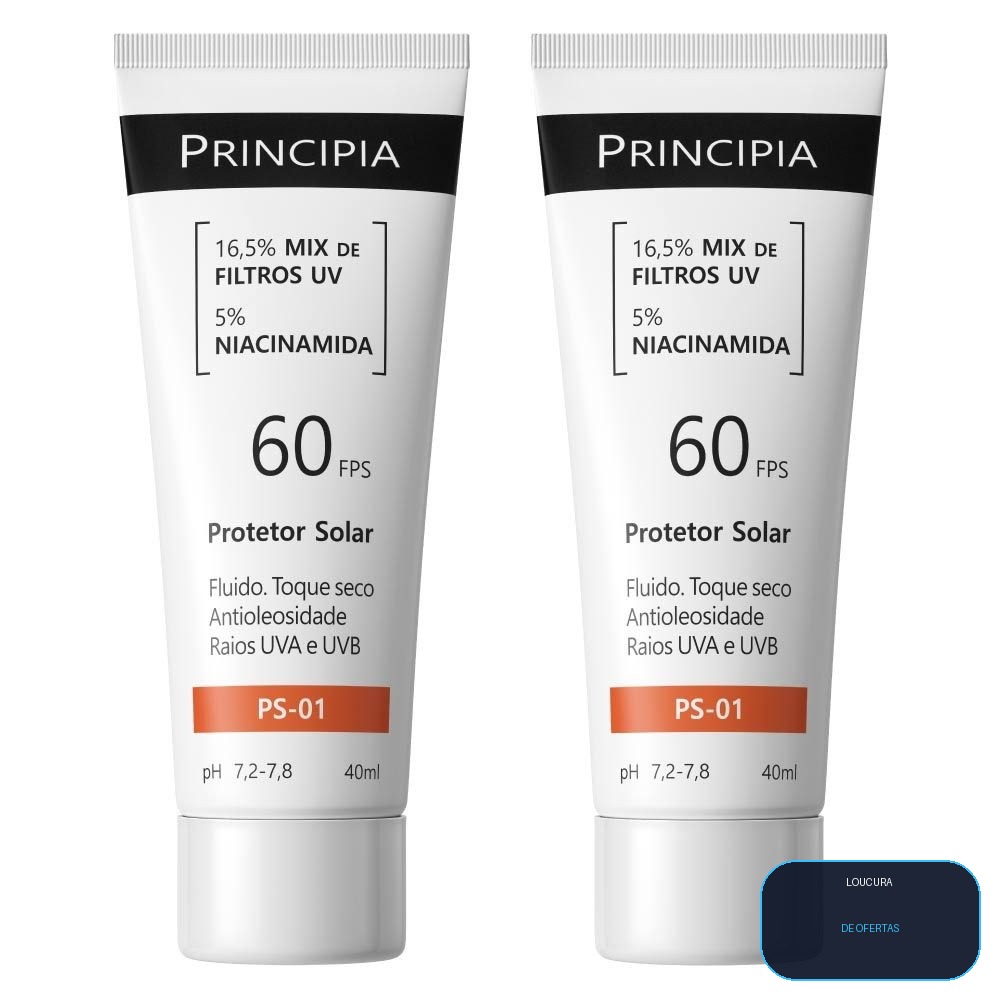 PRINCIPIA
16,5% MIX DE
FILTROS UV
5%
NIACINAMIDA
60 FPS
Protetor Solar
Fluido. Toque seco
Antioleosidade
Raios UVA e UVB
PS-01
pH 7,2-7,8 40ml
PRINCIPIA
16,5% MIX DE
FILTROS UV
5%
NIACINAMIDA
60 FPS
Protetor Solar
Fluido. Toque seco
Antioleosidade
Raios UVA e UVB
PS-01
pH 7,2-7,8 40ml
LOUCURA
DE OFERTAS